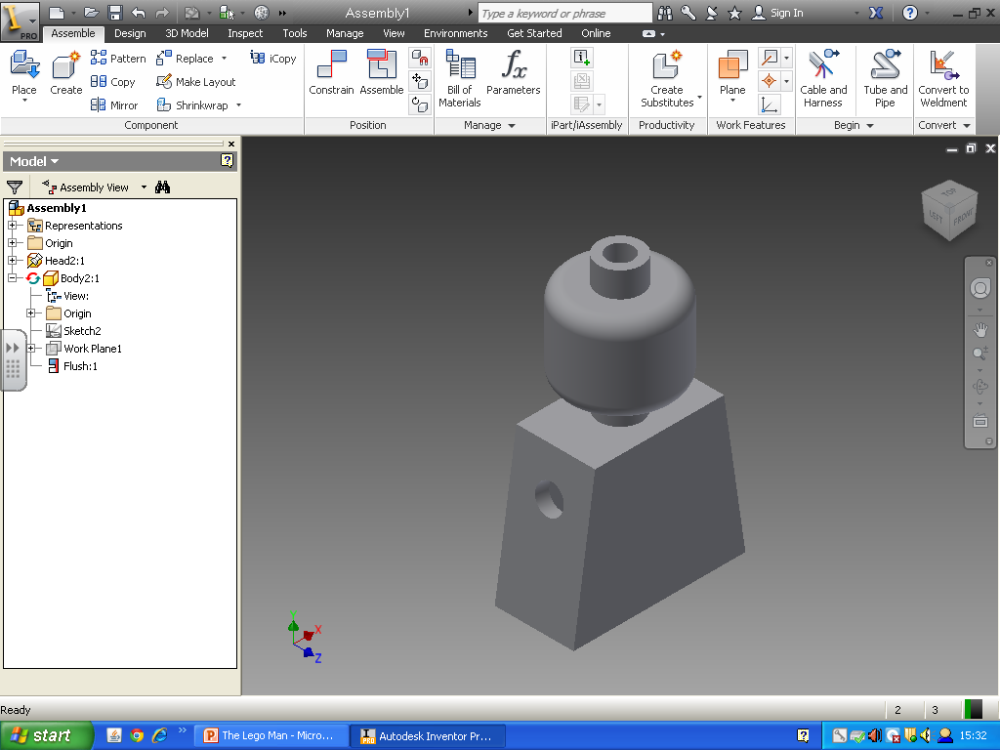 Assembly1
Type a keyword or phrase
Sign In
PRO
Assemble Design 3D Model Inspect Tools Manage View Environments Get Started Online
Place
Create
Pattern
Copy
Mirror
Replace
Make Layout
Shrinkwrap
iCopy
Constrain
Assemble
Bill of
Materials
fx
Parameters
Create
Substitutes
Plane
Cable and
Harness
Tube and
Pipe
Convert to
Weldment
Component Position Manage iPart/iAssembly Productivity Work Features Begin Convert
Model
Assembly View
Assembly1
Representations
Origin
Head2:1
Body2:1
View:
Origin
Sketch2
Work Plane1
Flush:1
TOP
LEFT FRONT
Y
X
Z
Ready
2 3
start
The Lego Man - Micro...
PRO
Autodesk Inventor Pr...
15:32